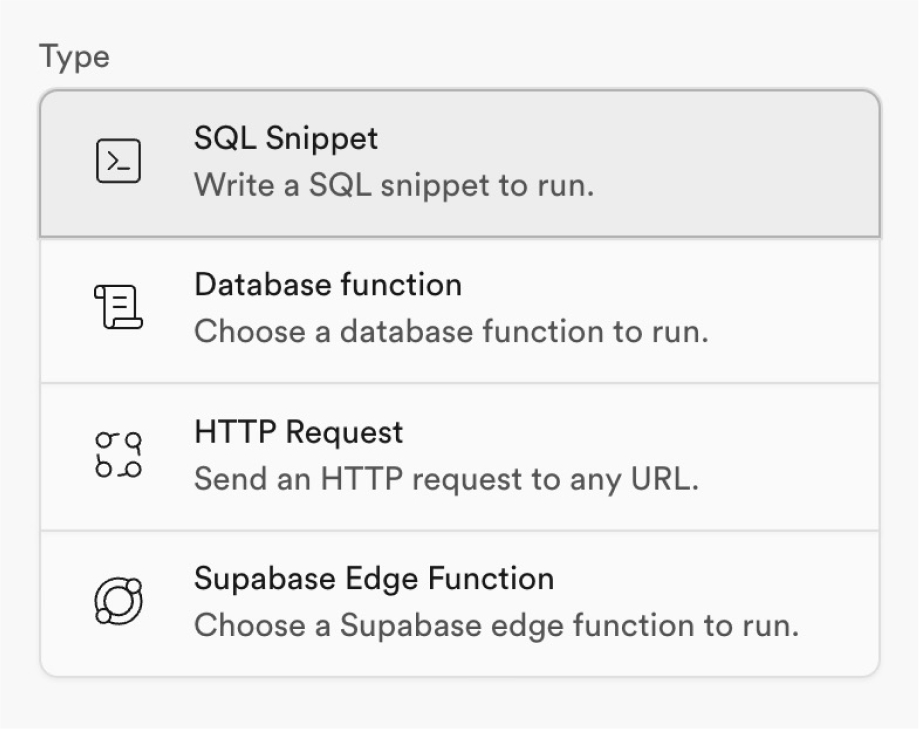 Type
SQL Snippet
Write a SQL snippet to run.
Database function
Choose a database function to run.
HTTP Request
Send an HTTP request to any URL.
Supabase Edge Function
Choose a Supabase edge function to run.